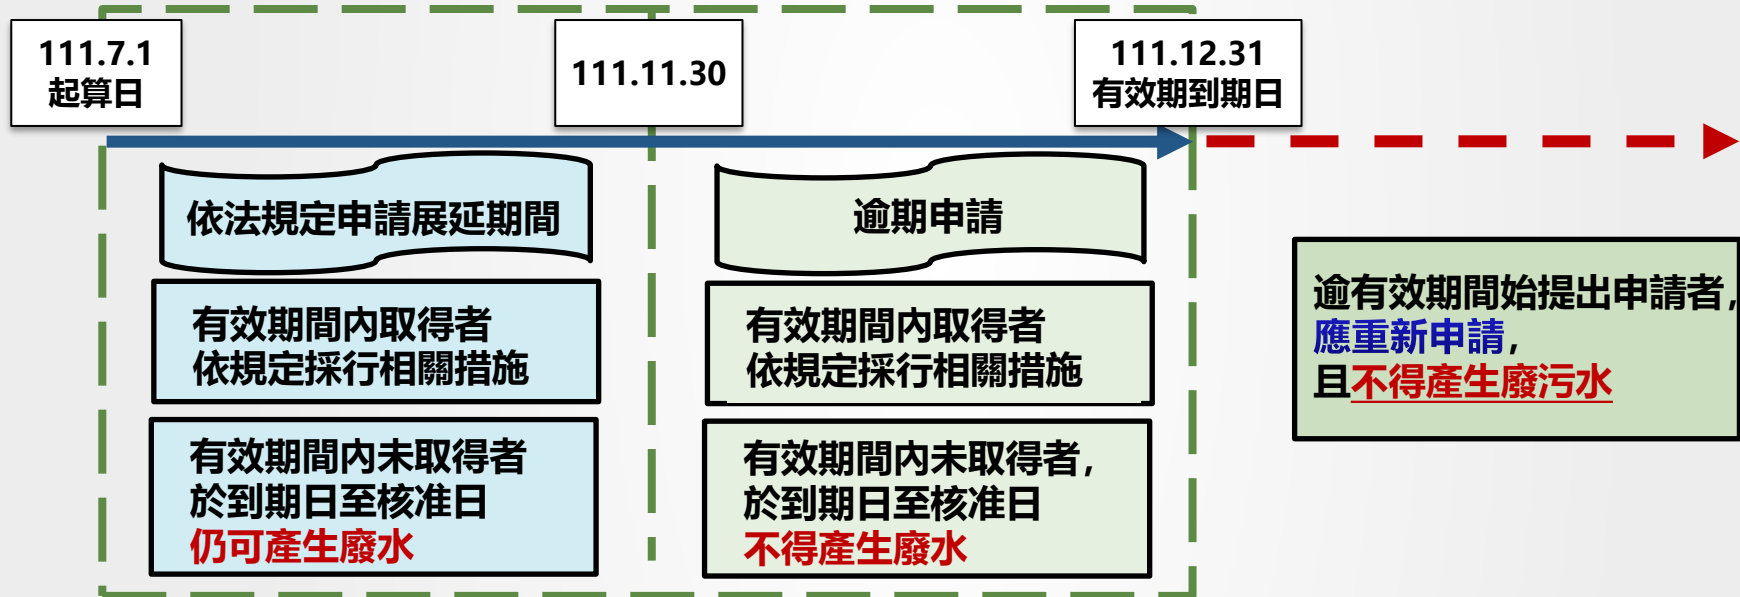 111.7.1
起算日
111.11.30
111.12.31
有效期到期日
依法規定申請展延期間
有效期間內取得者
依規定採行相關措施
有效期間內未取得者
於到期日至核准日
仍可產生廢水
逾期申請
有效期間內取得者
依規定採行相關措施
有效期間內未取得者,
於到期日至核准日
不得產生廢水
逾有效期間始提出申請者,
應重新申請,
且不得產生廢污水